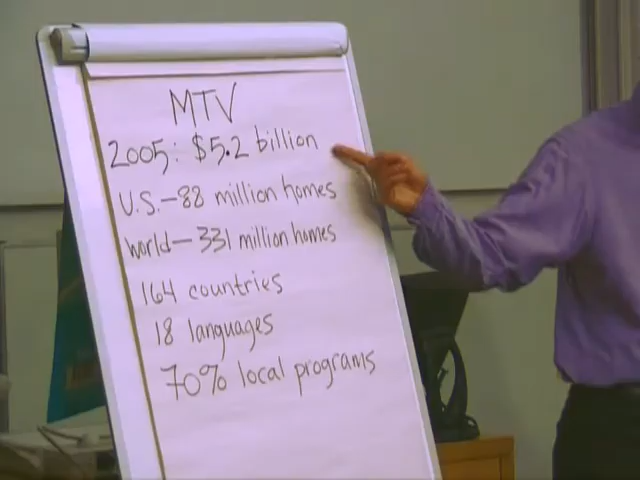 MTV
2005: $5.2 billion
U.S.-88 million homes
world-331 million homes
164 countries
18 languages
70% local programs